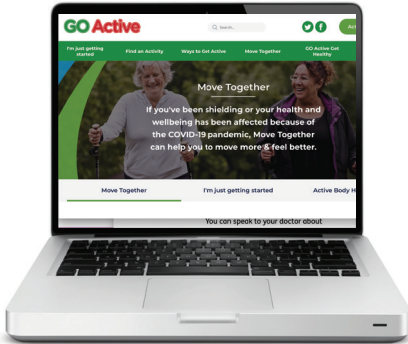 GO Active
Search...
I'm just getting started
Find an Activity
Ways to Get Active
Move Together
GO Active Get Healthy
Move Together
If you've been shielding or your health and
wellbeing has been affected because of
the COVID-19 pandemic, Move Together
can help you to move more & feel better.
Move Together
I'm just getting started
Active Body
You can speak to your doctor about